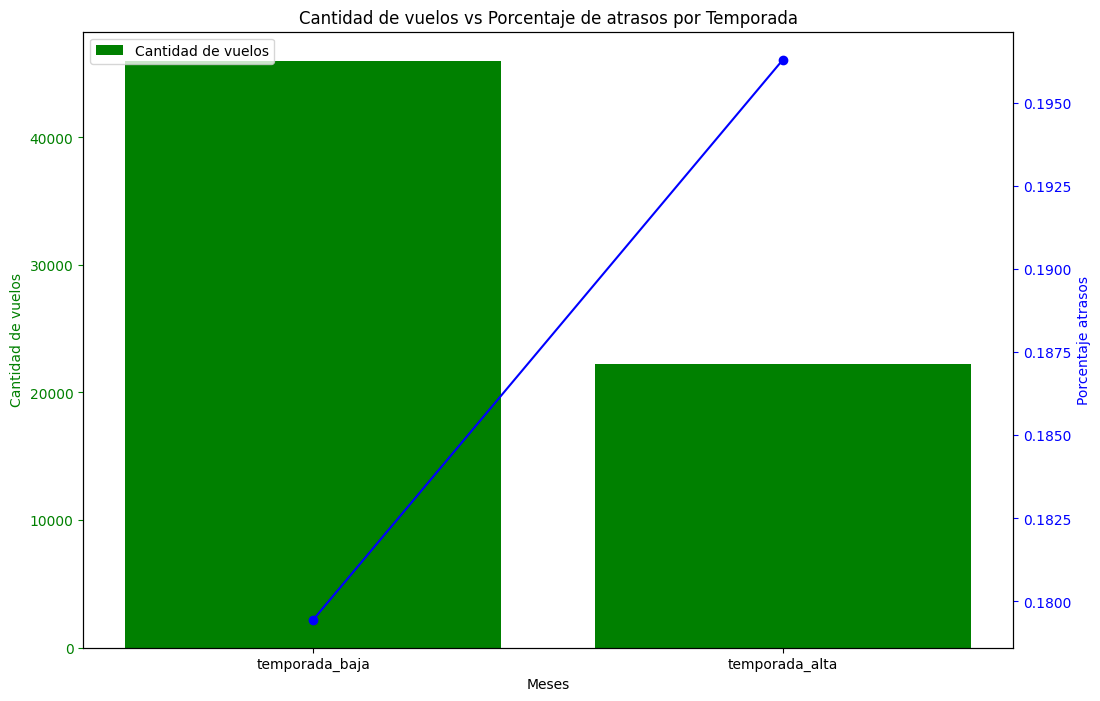 Cantidad de vuelos vs Porcentaje de atrasos por Temporada
Cantidad de vuelos
40000
30000
20000
10000
0
Cantidad de vuelos
0.1950
0.1925
0.1900
0.1875
0.1850
0.1825
0.1800
Porcentaje atrasos
temporada_baja
temporada_alta
Meses